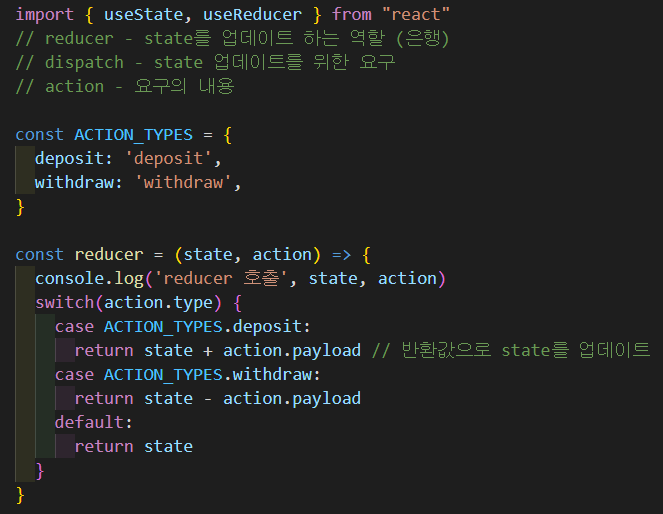 import { useState, useReducer } from "react"
// reducer - state를 업데이트 하는 역할 (은행)
// dispatch - state 업데이트를 위한 요구
// action - 요구의 내용
const ACTION_TYPES = {
deposit: 'deposit',
withdraw: 'withdraw',
}
const reducer = (state, action) => {
console.log('reducer 호출', state, action)
switch(action.type) {
case ACTION_TYPES.deposit:
return state + action.payload // 반환값으로 state를 업데이트
case ACTION_TYPES.withdraw:
return state - action.payload
default:
return state
}
}